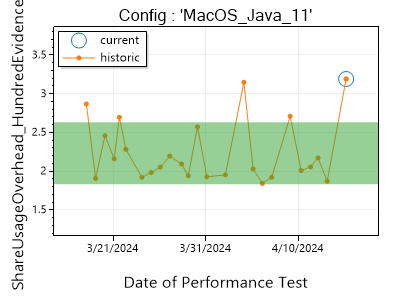 Config : 'MacOS_Java_11'
ShareUsageOverhead_HundredEvidence
current
historic
3.5
3
2.5
2
1.5
3/21/2024
3/31/2024
4/10/2024
Date of Performance Test